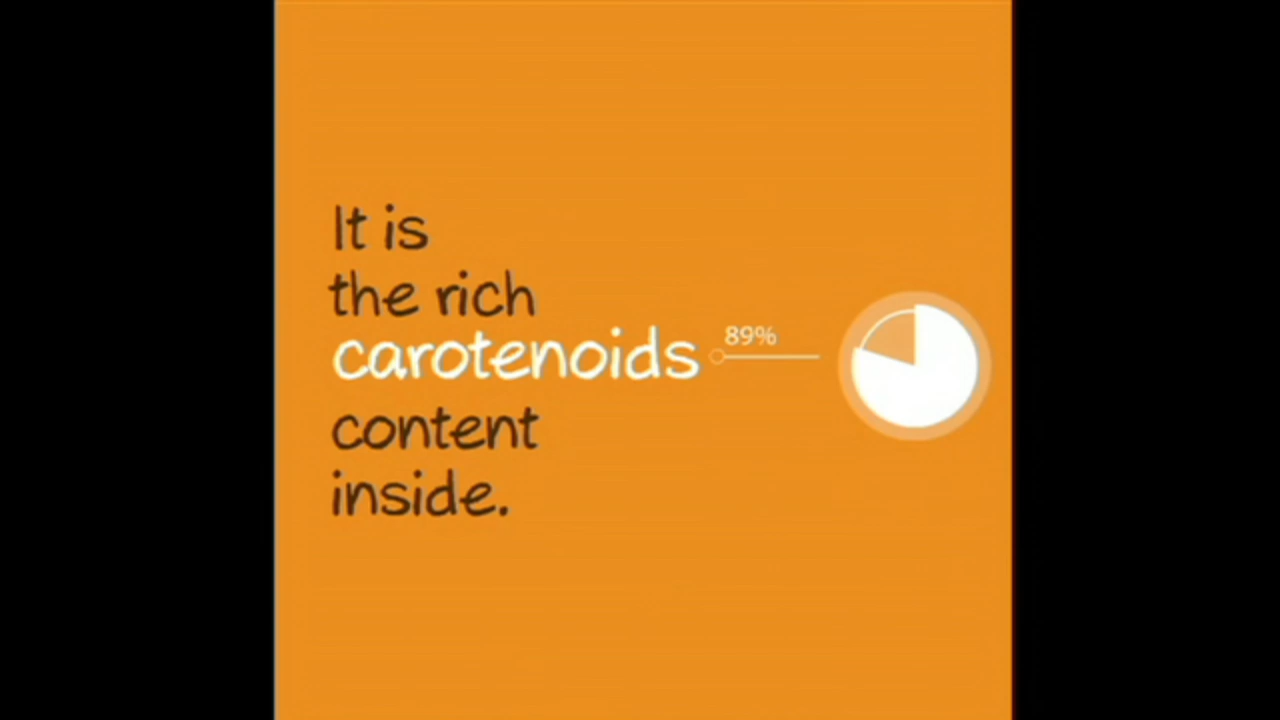 It is
the rich
carotenoids
89%
content
inside.